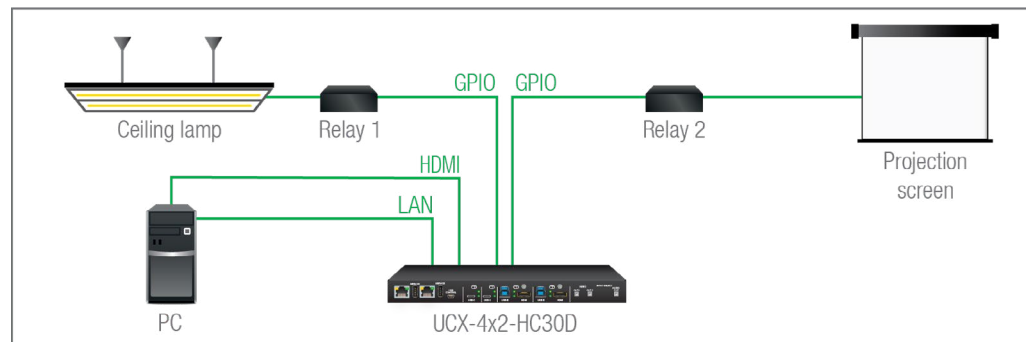 GPIO GPIO
Ceiling lamp
Relay 1
Relay 2
HDMI
Projection
screen
LAN
PC
UCX-4x2-HC30D